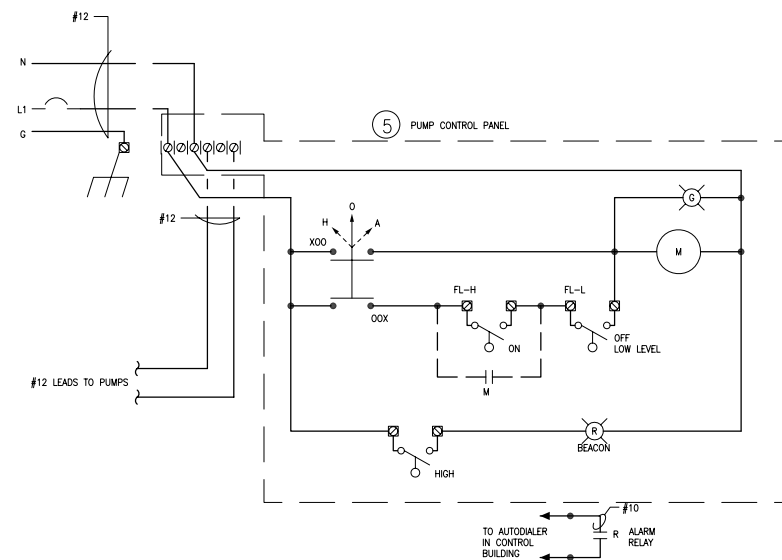 #12
N
L1
G
5 PUMP CONTROL PANEL
O
H A
G
XOO
M
#12
FL-H FL-L
OOX
ON
OFF
LOW LEVEL
#12 LEADS TO PUMPS
M
R
BEACON
HIGH
#10
TO AUTODIALER
IN CONTROL
BUILDING
R ALARM
RELAY